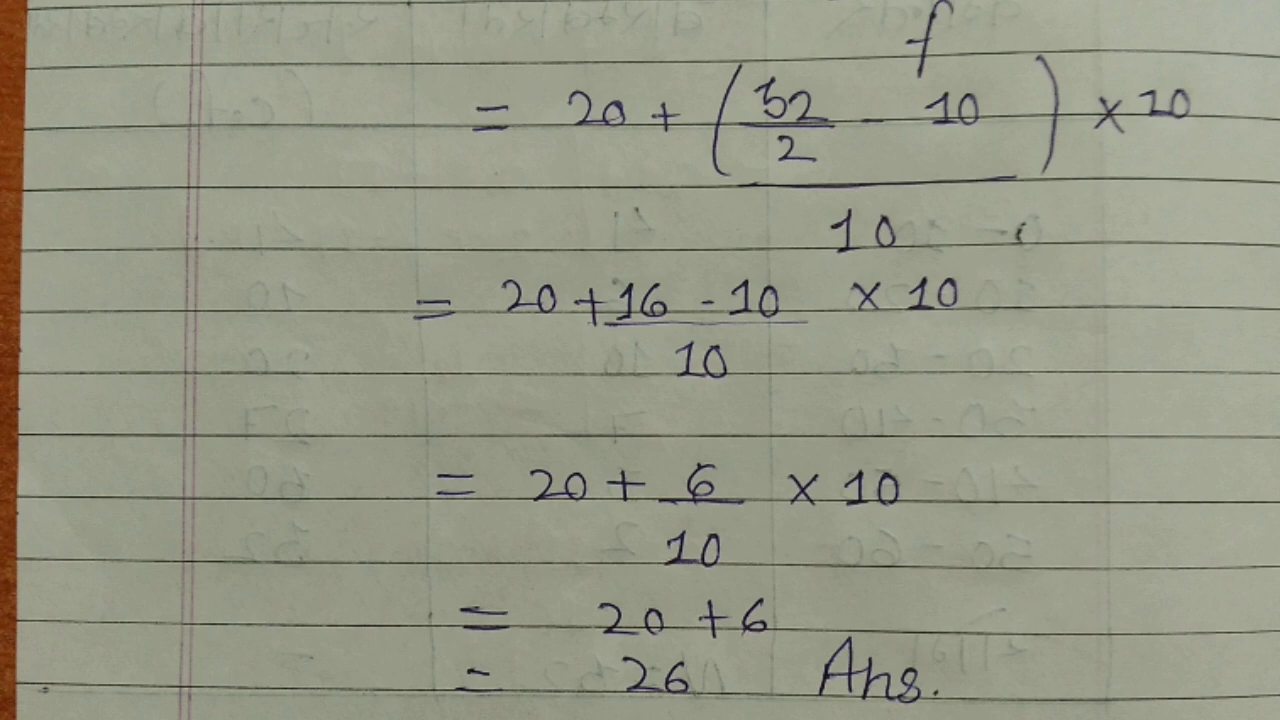 f
= 20 + ( 32/2 - 10 / 10 ) × 10
= 20 + 16 - 10 / 10 × 10
= 20 + 6/10 × 10
= 20 + 6
= 26 Ans.